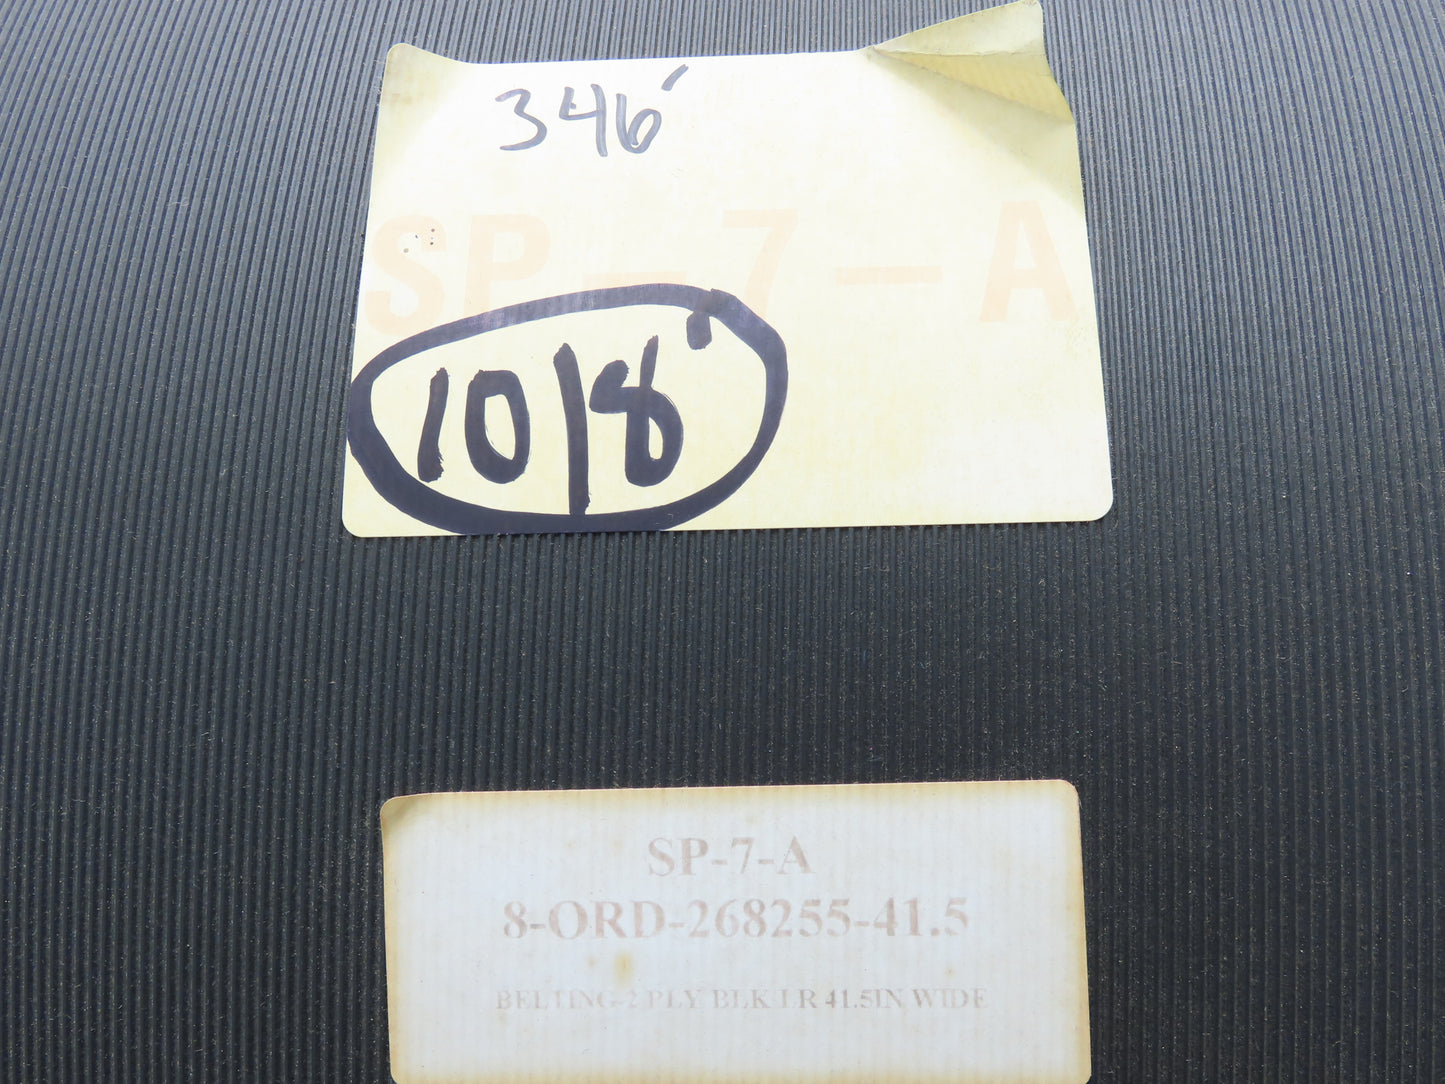 346'
SP-7-A
1018'
SP-7-A
8-ORD-268255-41.5
BELTING-2 PLY BLK LR 41.5IN WIDE